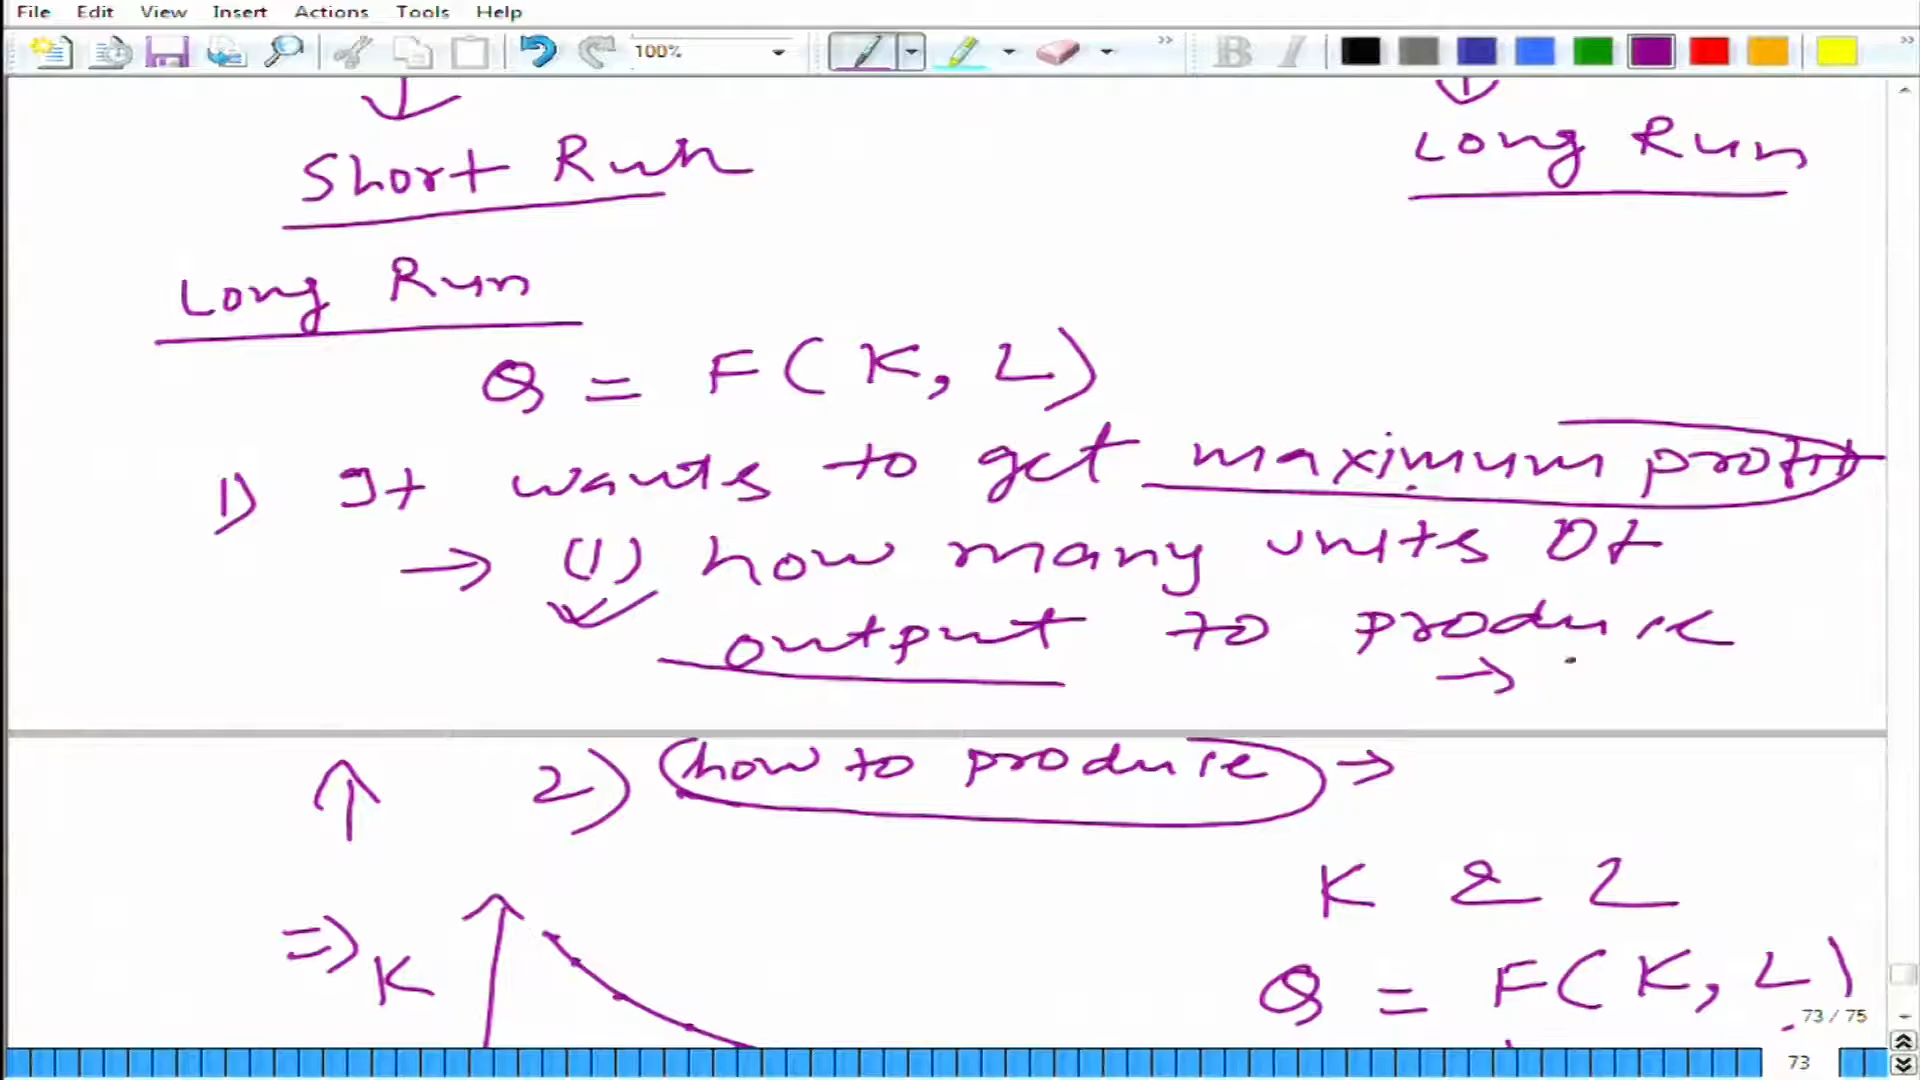 File Edit View Insert Actions Tools Help
100%
Short Run
Long Run
Long Run
Q = F(K, L)
1) It wants to get maximum profit
→ (1) how many units of
output to produce
→
2) how to produce →
K & L
⇒ K
Q = F(K, L)
73 / 75
73